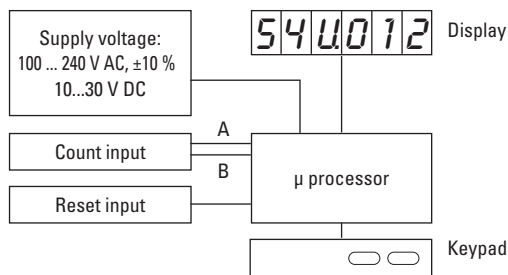 Supply voltage:
100 ... 240 V AC, ±10 %
10...30 V DC
54U.012
Display
A
Count input
B
µ processor
Reset input
Keypad